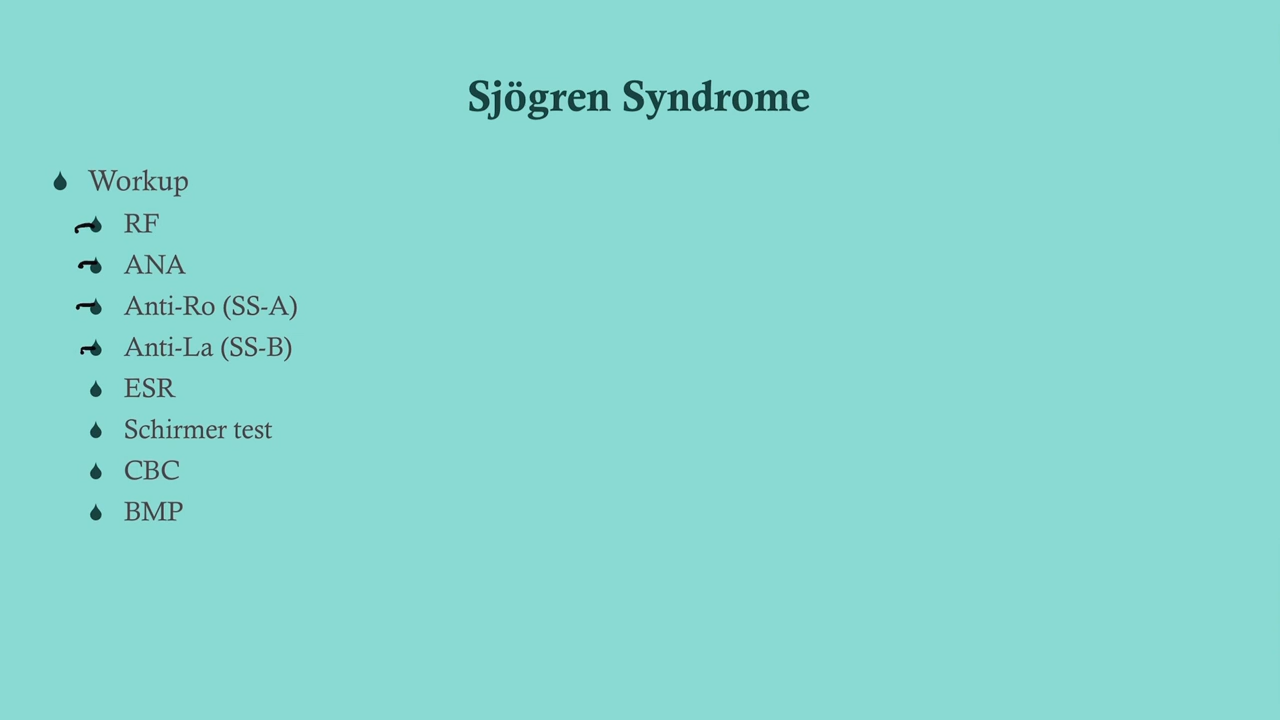 Sjögren Syndrome
Workup
RF
ANA
Anti-Ro (SS-A)
Anti-La (SS-B)
ESR
Schirmer test
CBC
BMP